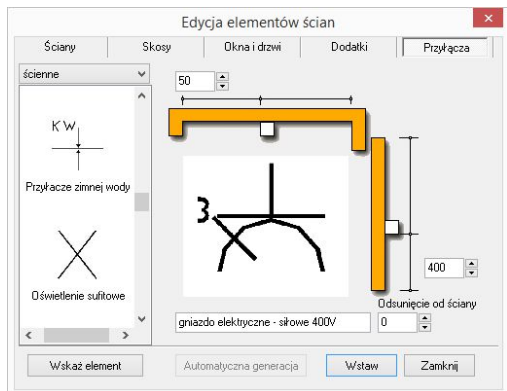 Edycja elementów ścian
Ściany
Skosy
Okna i drzwi
Dodatki
Przyłącza
ścienne
50
KW
Przyłacze zimnej wody
Oświetlenie sufitowe
3
400
Odsunięcie od ściany
gniazdo elektryczne - siłowe 400V
0
Wskaż element
Automatyczna generacja
Wstaw
Zamknij